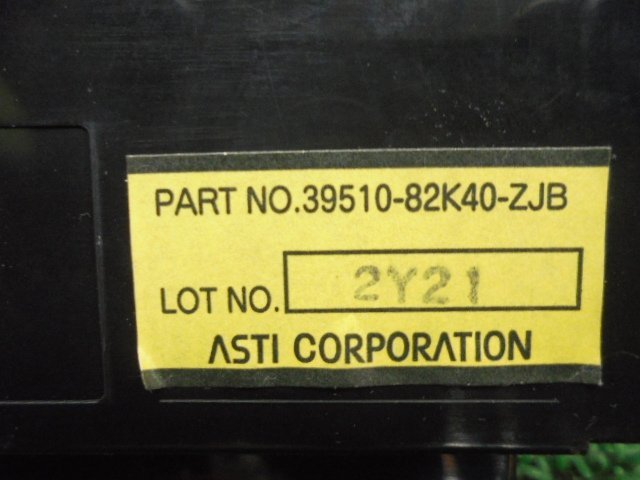 PART NO.39510-82K40-ZJB
LOT NO. 2Y21
ASTI CORPORATION